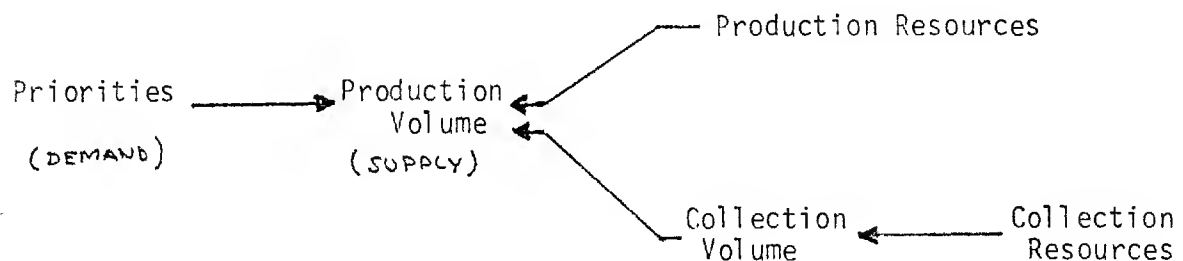 Production Resources
Priorities
(DEMAND)
Production
Volume
(SUPPLY)
Collection
Volume
Collection
Resources